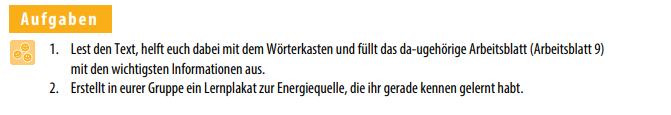 Aufgaben
1. Lest den Text, helft euch dabei mit dem Wörterkasten und füllt das da-ugehörige Arbeitsblatt (Arbeitsblatt 9)
mit den wichtigsten Informationen aus.
2. Erstellt in eurer Gruppe ein Lernplakat zur Energiequelle, die ihr gerade kennen gelernt habt.